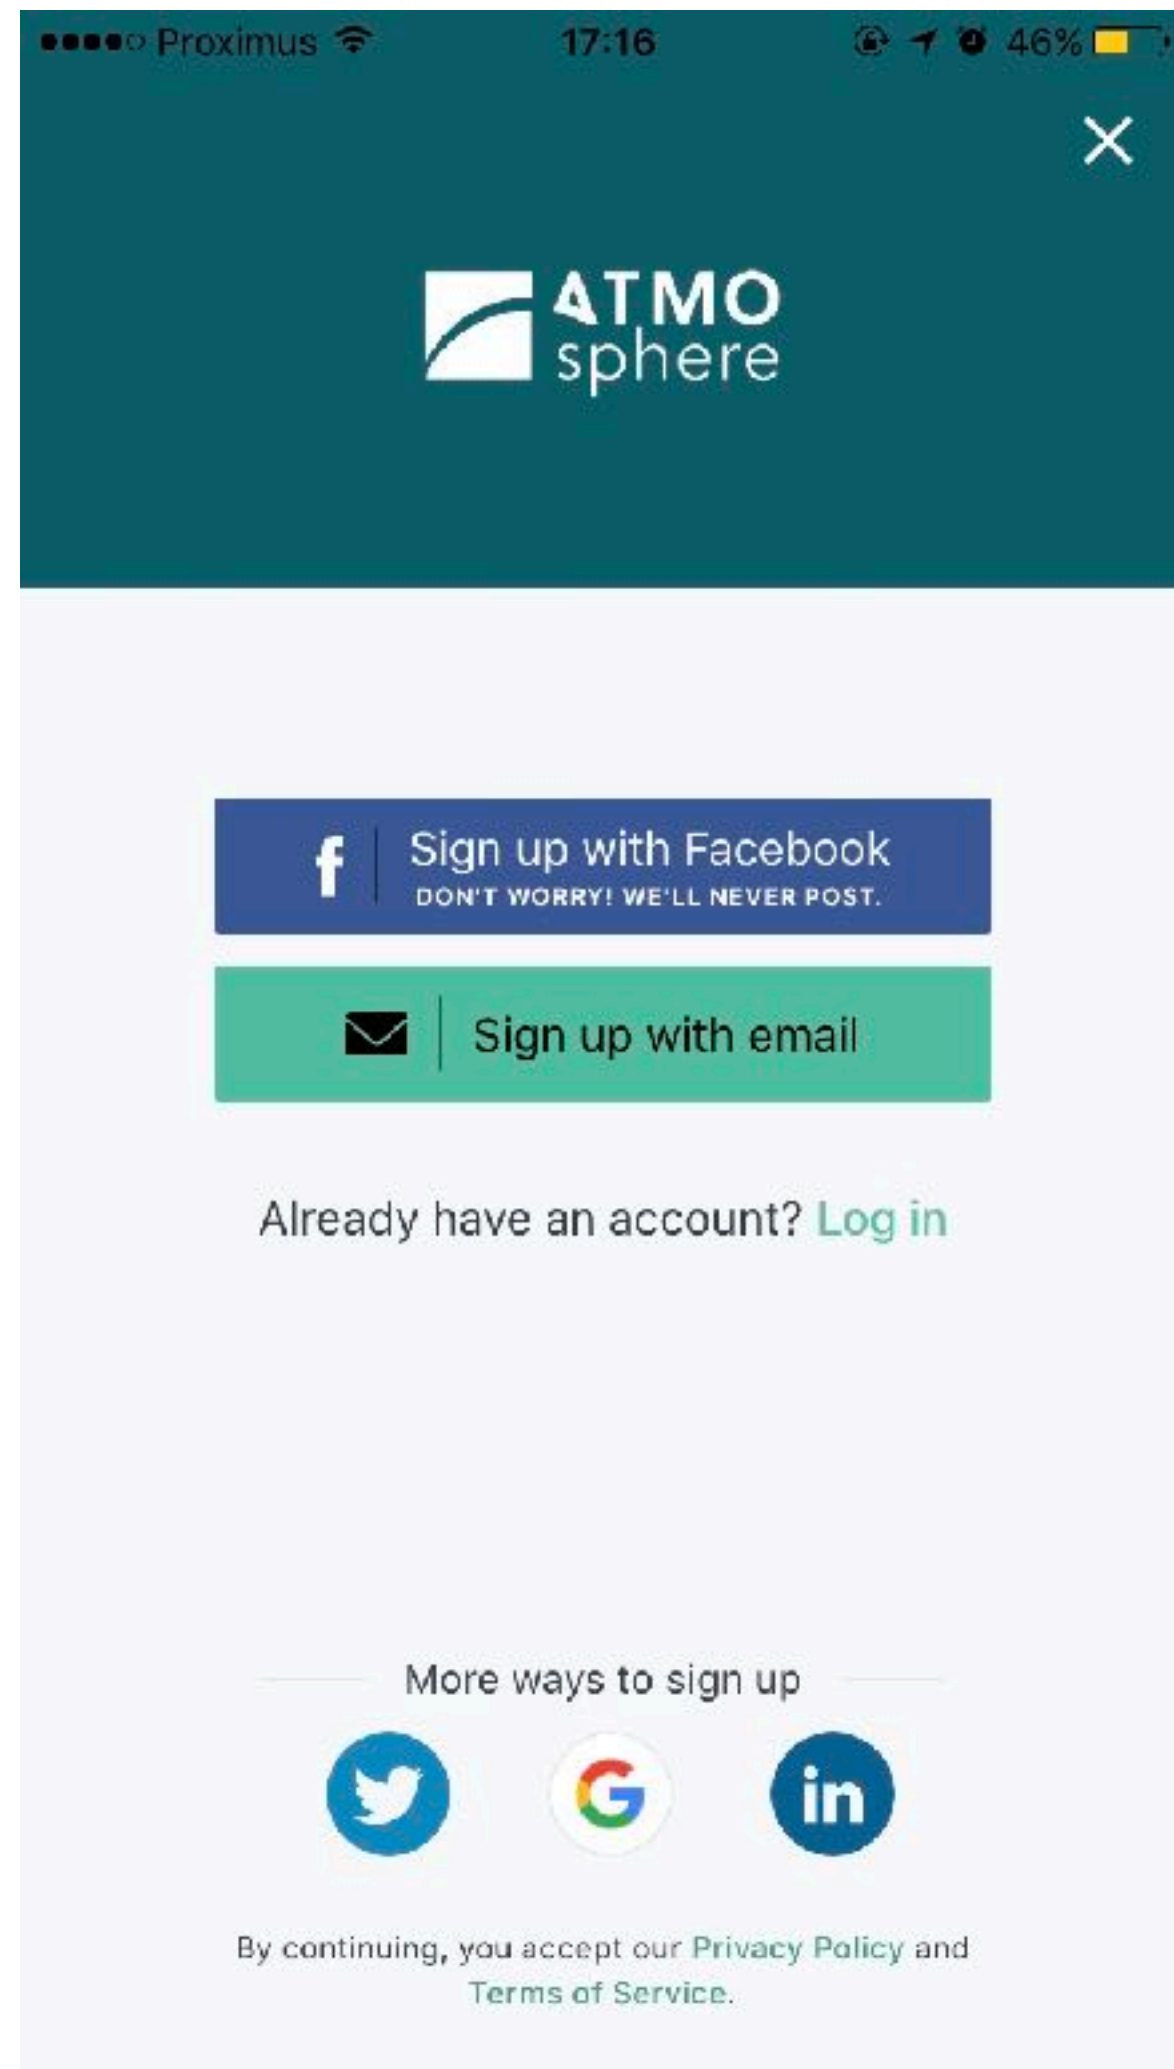 Proximus 17:16 46%
ATMO
sphere
f Sign up with Facebook
DON'T WORRY! WE'LL NEVER POST.
Sign up with email
Already have an account? Log in
More ways to sign up
G in
By continuing, you accept our Privacy Policy and
Terms of Service.